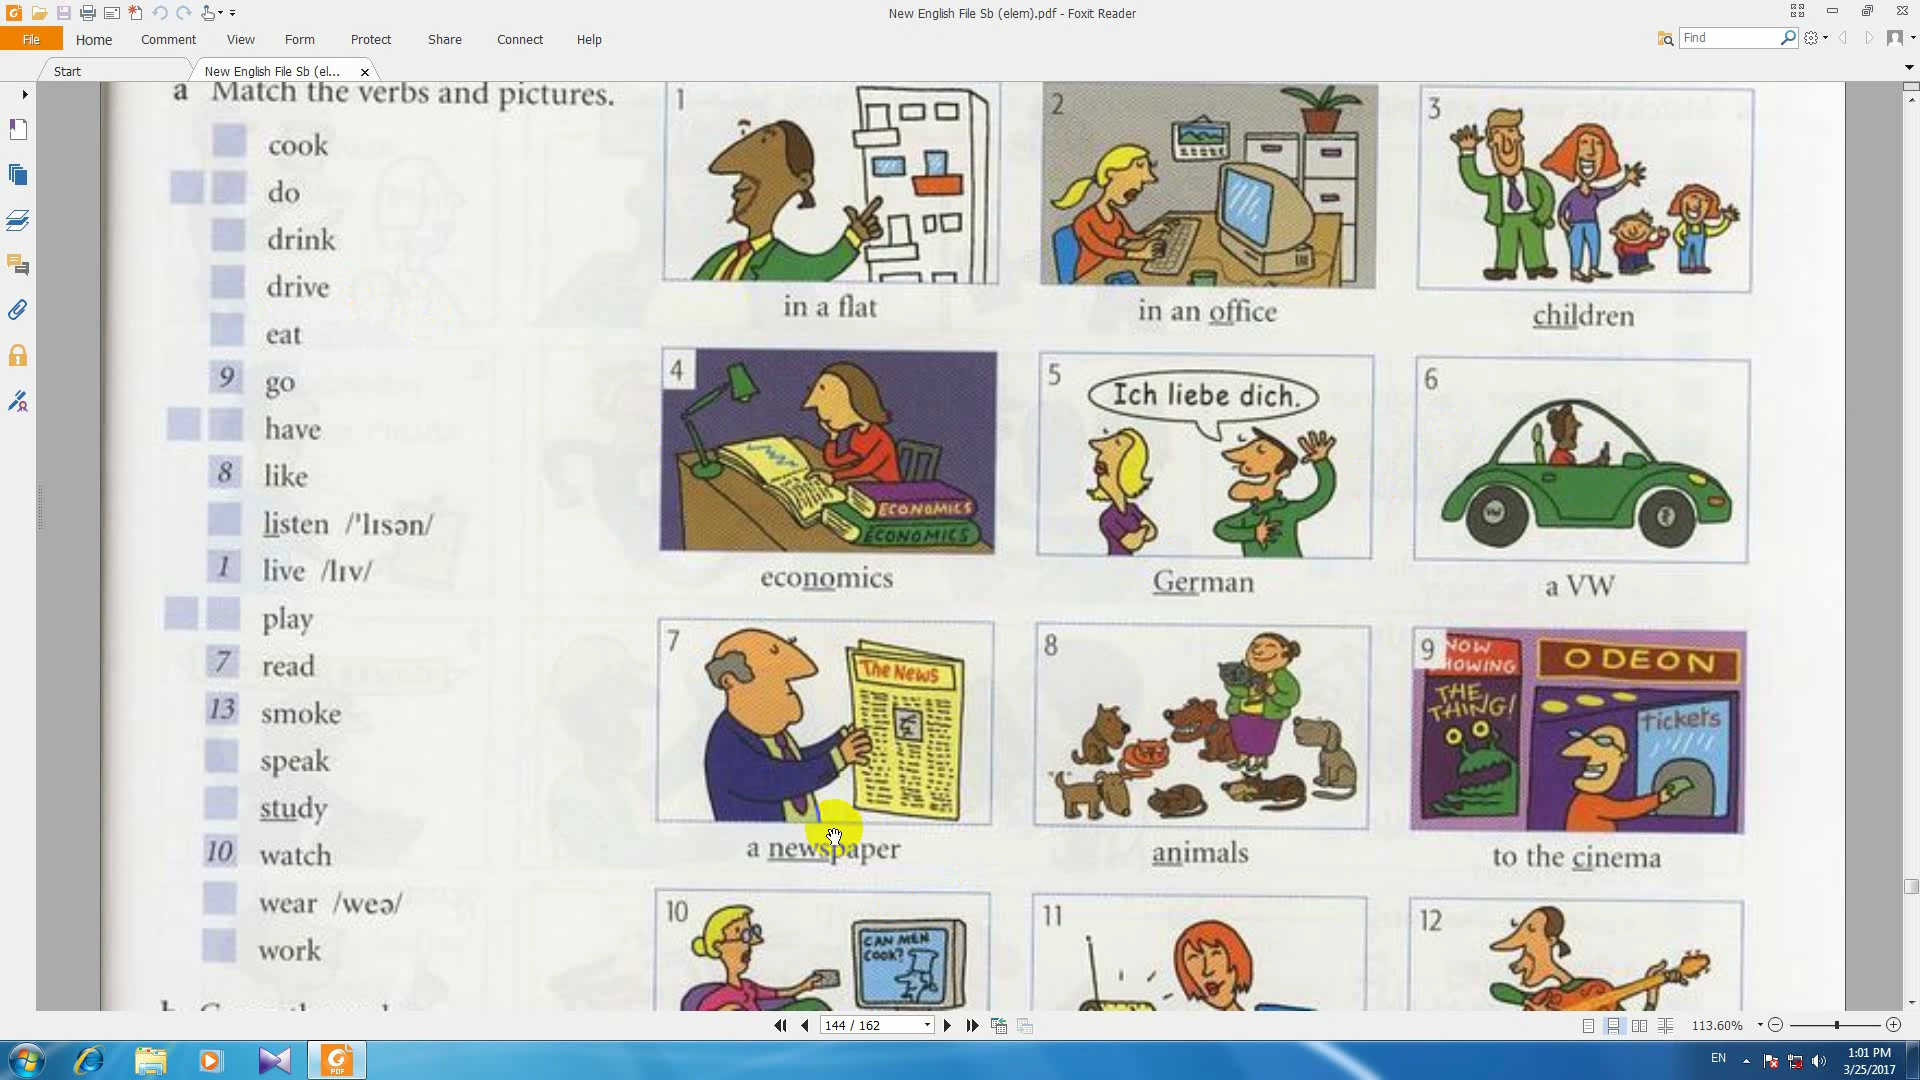 New English File Sb (elem).pdf - Foxit Reader
File Home Comment View Form Protect Share Connect Help
Find
Start
New English File Sb (el... ×
a Match the verbs and pictures.
cook
do
drink
drive
eat
9 go
have
8 like
listen /ˈlɪsən/
1 live /lɪv/
play
7 read
13 smoke
speak
study
10 watch
wear /weə/
work
1
in a flat
2
in an office
3
children
4
ECONOMICS
ECONOMICS
economics
5
Ich liebe dich.
German
6
VW
a VW
7
The News
a newspaper
8
animals
9
NOW
HOWING
THE
THING!
ODEON
Tickets
to the cinema
10
CAN MEN
COOK?
11
12
144 / 162
113.60%
PDF
EN
1:01 PM
3/25/2017